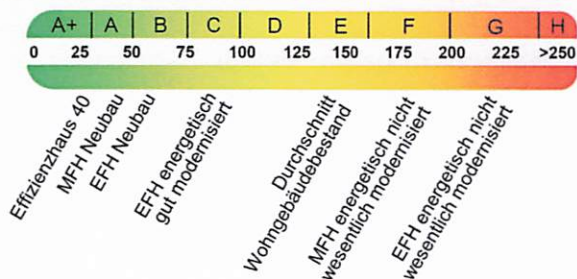 A+ A B C D E F G H
0 25 50 75 100 125 150 175 200 225 >250
Effizienzhaus 40
MFH Neubau
EFH Neubau
EFH energetisch
gut modernisiert
Durchschnitt
Wohngebäudebestand
MFH energetisch nicht
wesentlich modernisiert
EFH energetisch nicht
wesentlich modernisiert